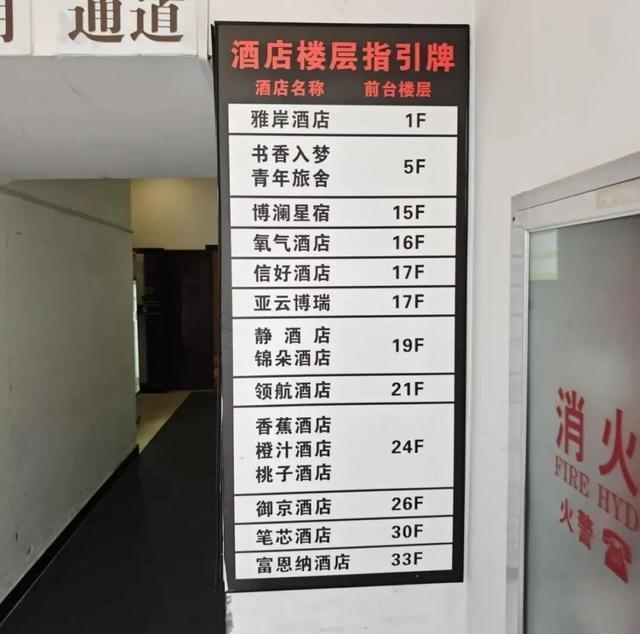 通道
酒店楼层指引牌
酒店名称 前台楼层
雅岸酒店 1F
书香入梦
青年旅舍
5F
博澜星宿 15F
氧气酒店 16F
信好酒店 17F
亚云博瑞 17F
静 酒 店
锦朵酒店
19F
领航酒店 21F
香蕉酒店
橙汁酒店
桃子酒店
24F
御京酒店 26F
笔芯酒店 30F
富恩纳酒店 33F
消火
FIRE HYD
火警